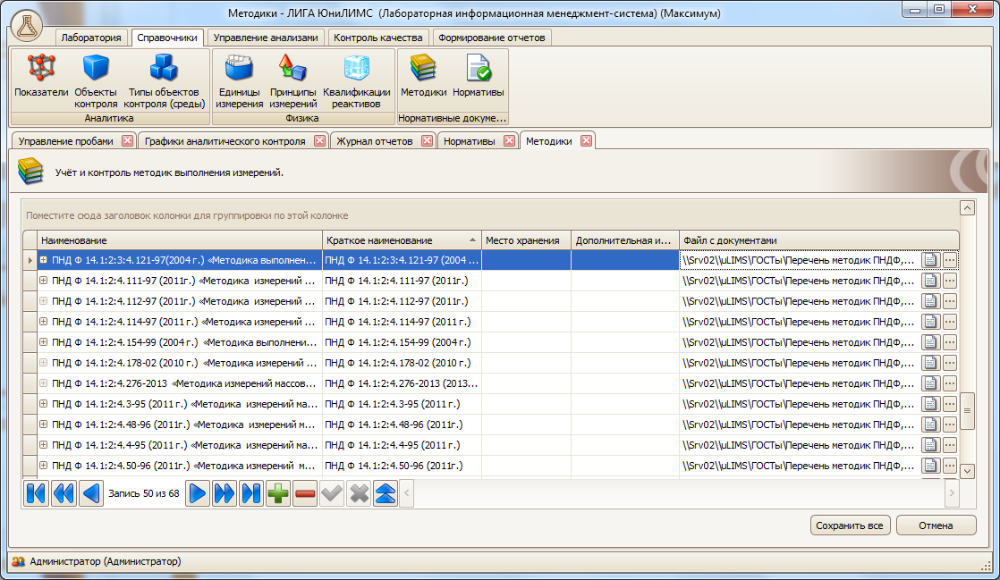 Методики - ЛИГА ЮниЛИМС (Лабораторная информационная менеджмент-система) (Максимум)
Лаборатория Справочники Управление анализами Контроль качества Формирование отчетов
Показатели Объекты контроля Типы объектов контроля (среды) Единицы измерения Принципы измерений Квалификации реактивов Методики Нормативы
Аналитика Физика Нормативные докуме...
Управление пробами Графики аналитического контроля Журнал отчетов Нормативы Методики
Учёт и контроль методик выполнения измерений.
Поместите сюда заголовок колонки для группировки по этой колонке
Наименование Краткое наименование Место хранения Дополнительная и... Файл с документами
ПНД Ф 14.1:2:3:4.121-97(2004г.) «Методика выполнен... ПНД Ф 14.1:2:3:4.121-97 (2004 ... \\Srv02\\uLIMS\ГОСТы\Перечень методик ПНДФ,...
ПНД Ф 14.1:2:4.111-97 (2011г.) «Методика измерений ... ПНД Ф 14.1:2:4.111-97 (2011г.) \\Srv02\\uLIMS\ГОСТы\Перечень методик ПНДФ,...
ПНД Ф 14.1:2:4.112-97 (2011г.) «Методика измерений ... ПНД Ф 14.1:2:4.112-97 (2011г.) \\Srv02\\uLIMS\ГОСТы\Перечень методик ПНДФ,...
ПНД Ф 14.1:2:4.114-97 (2011 г.) «Методика измерений ... ПНД Ф 14.1:2:4.114-97 (2011 г.) \\Srv02\\uLIMS\ГОСТы\Перечень методик ПНДФ,...
ПНД Ф 14.1:2:4.154-99 (2004 г.) «Методика выполнени... ПНД Ф 14.1:2:4.154-99 (2004 г.) \\Srv02\\uLIMS\ГОСТы\Перечень методик ПНДФ,...
ПНД Ф 14.1:2:4.178-02 (2010 г.) «Методика измерений ... ПНД Ф 14.1:2:4.178-02 (2010 г.) \\Srv02\\uLIMS\ГОСТы\Перечень методик ПНДФ,...
ПНД Ф 14.1:2:4.276-2013 «Методика измерений массов... ПНД Ф 14.1:2:4.276-2013 (2013... \\Srv02\\uLIMS\ГОСТы\Перечень методик ПНДФ,...
ПНД Ф 14.1:2:4.3-95 (2011 г.) «Методика измерений ма... ПНД Ф 14.1:2:4.3-95 (2011 г.) \\Srv02\\uLIMS\ГОСТы\Перечень методик ПНДФ,...
ПНД Ф 14.1:2:4.48-96 (2011г.) «Методика измерений м... ПНД Ф 14.1:2:4.48-96 (2011г.) \\Srv02\\uLIMS\ГОСТы\Перечень методик ПНДФ,...
ПНД Ф 14.1:2:4.4-95 (2011 г.) «Методика измерений ма... ПНД Ф 14.1:2:4.4-95 (2011 г.) \\Srv02\\uLIMS\ГОСТы\Перечень методик ПНДФ,...
ПНД Ф 14.1:2:4.50-96 (2011г.) «Методика измерений м... ПНД Ф 14.1:2:4.50-96 (2011г.) \\Srv02\\uLIMS\ГОСТы\Перечень методик ПНДФ,...
Запись 50 из 68
Сохранить все Отмена
Администратор (Администратор)